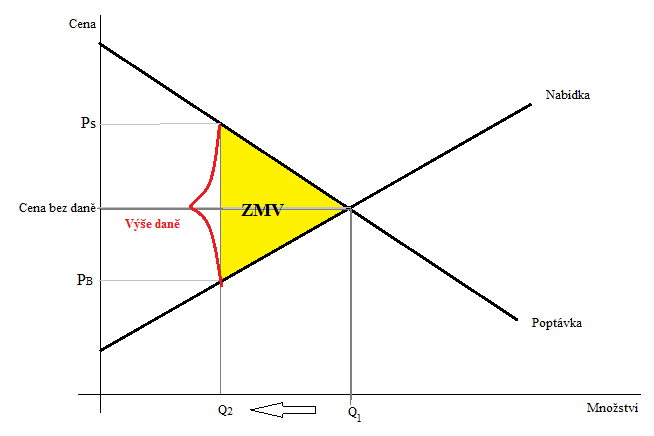 Cena
Nabídka
Ps
Cena bez daně
ZMV
Výše daně
PB
Poptávka
Q2
Q1
Množství